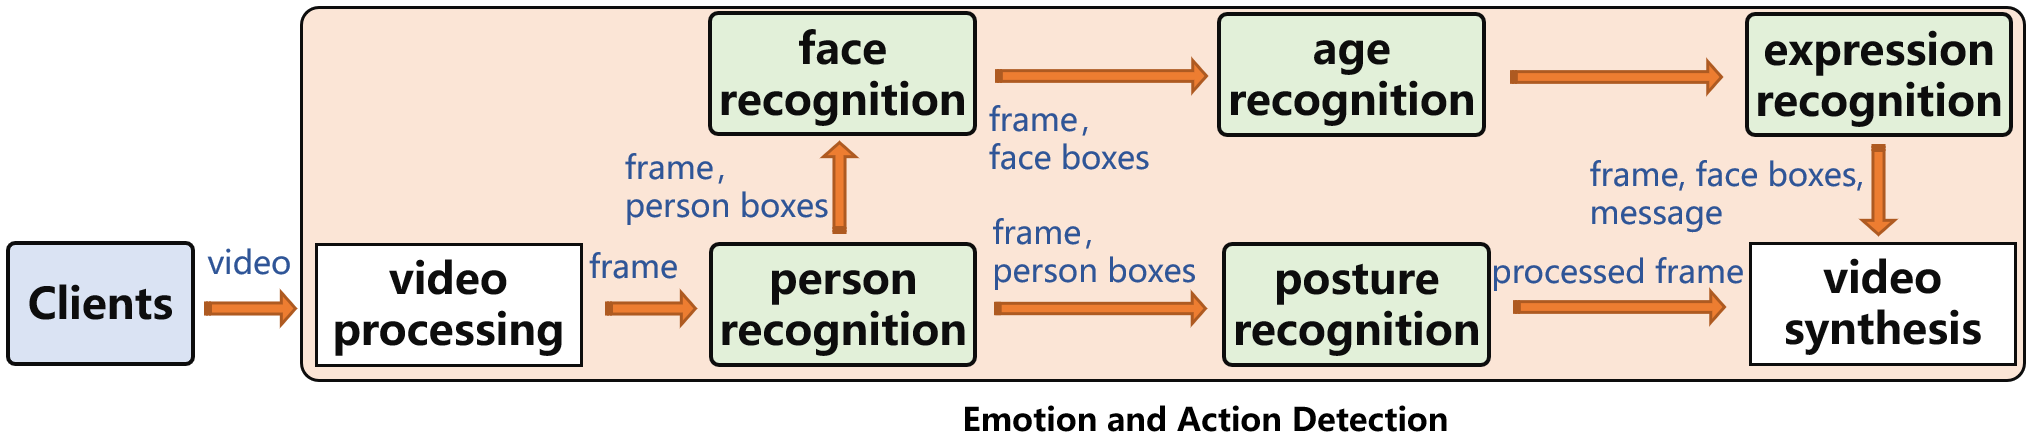 face
recognition
age
recognition
expression
recognition
frame,
face boxes
frame,
person boxes
frame, face boxes,
message
Clients
video
video
processing
frame
person
recognition
frame,
person boxes
posture
recognition
processed frame
video
synthesis
Emotion and Action Detection